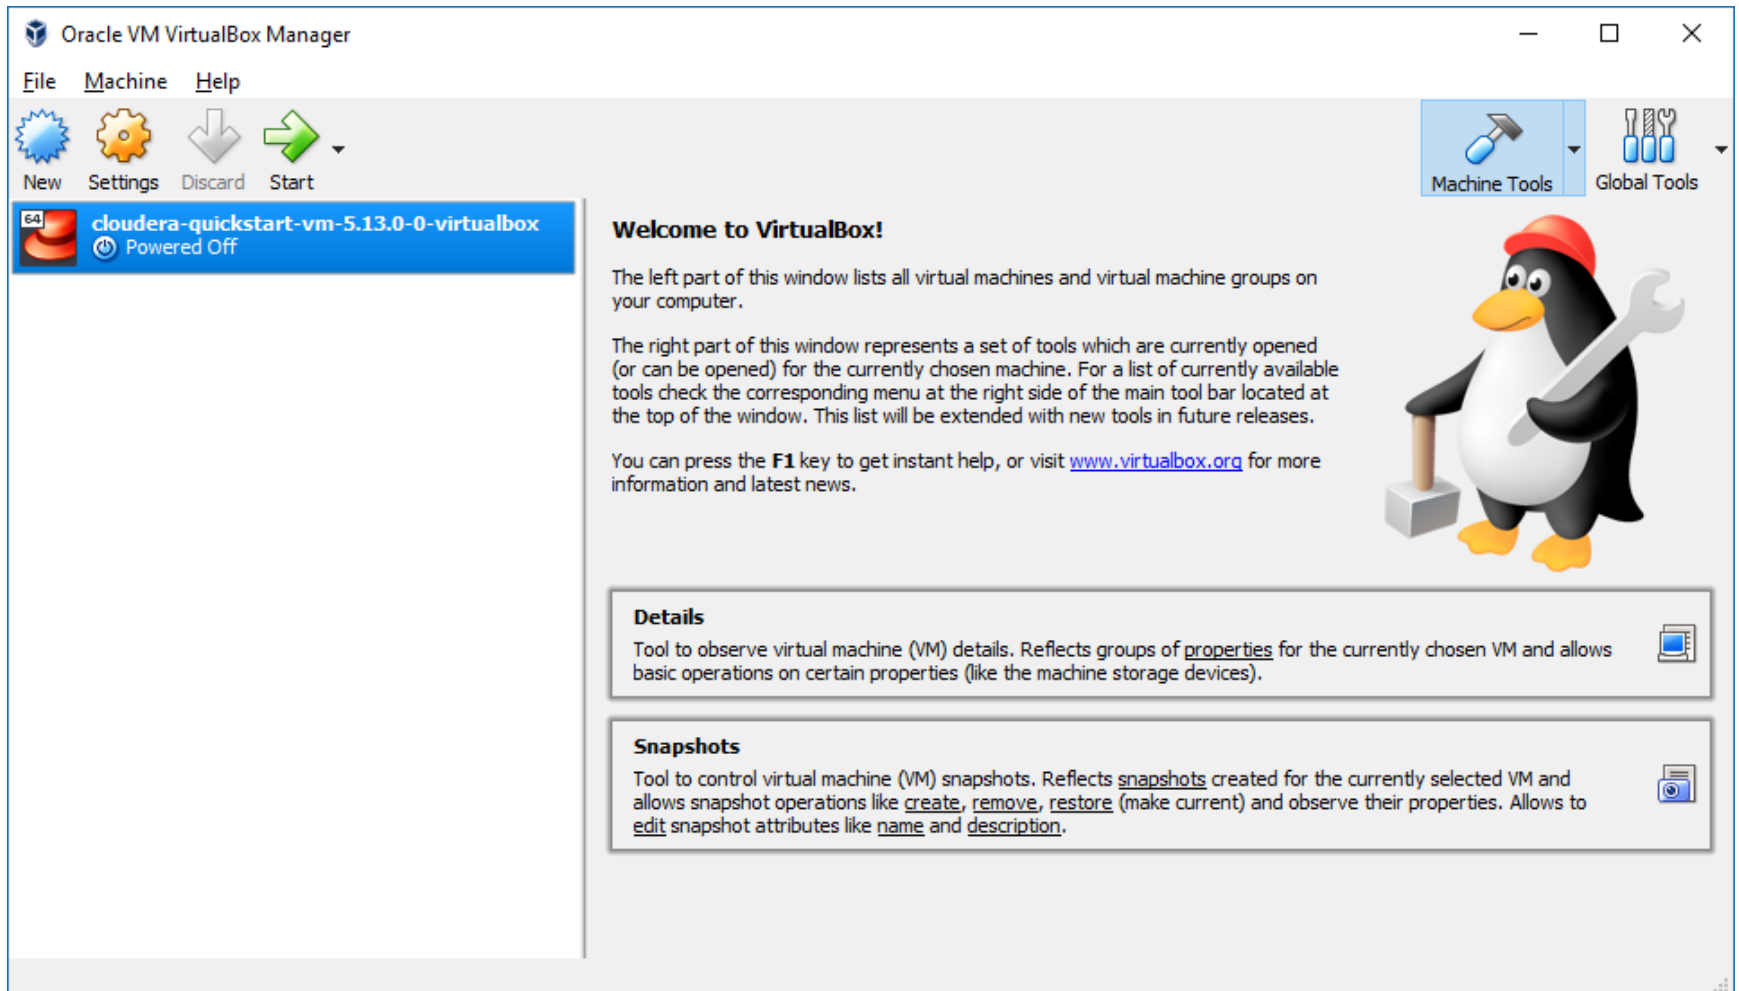 Oracle VM VirtualBox Manager
File Machine Help
New Settings Discard Start
Machine Tools Global Tools
64
cloudera-quickstart-vm-5.13.0-0-virtualbox
Powered Off
Welcome to VirtualBox!
The left part of this window lists all virtual machines and virtual machine groups on
your computer.
The right part of this window represents a set of tools which are currently opened
(or can be opened) for the currently chosen machine. For a list of currently available
tools check the corresponding menu at the right side of the main tool bar located at
the top of the window. This list will be extended with new tools in future releases.
You can press the F1 key to get instant help, or visit www.virtualbox.org for more
information and latest news.
Details
Tool to observe virtual machine (VM) details. Reflects groups of properties for the currently chosen VM and allows
basic operations on certain properties (like the machine storage devices).
Snapshots
Tool to control virtual machine (VM) snapshots. Reflects snapshots created for the currently selected VM and
allows snapshot operations like create, remove, restore (make current) and observe their properties. Allows to
edit snapshot attributes like name and description.